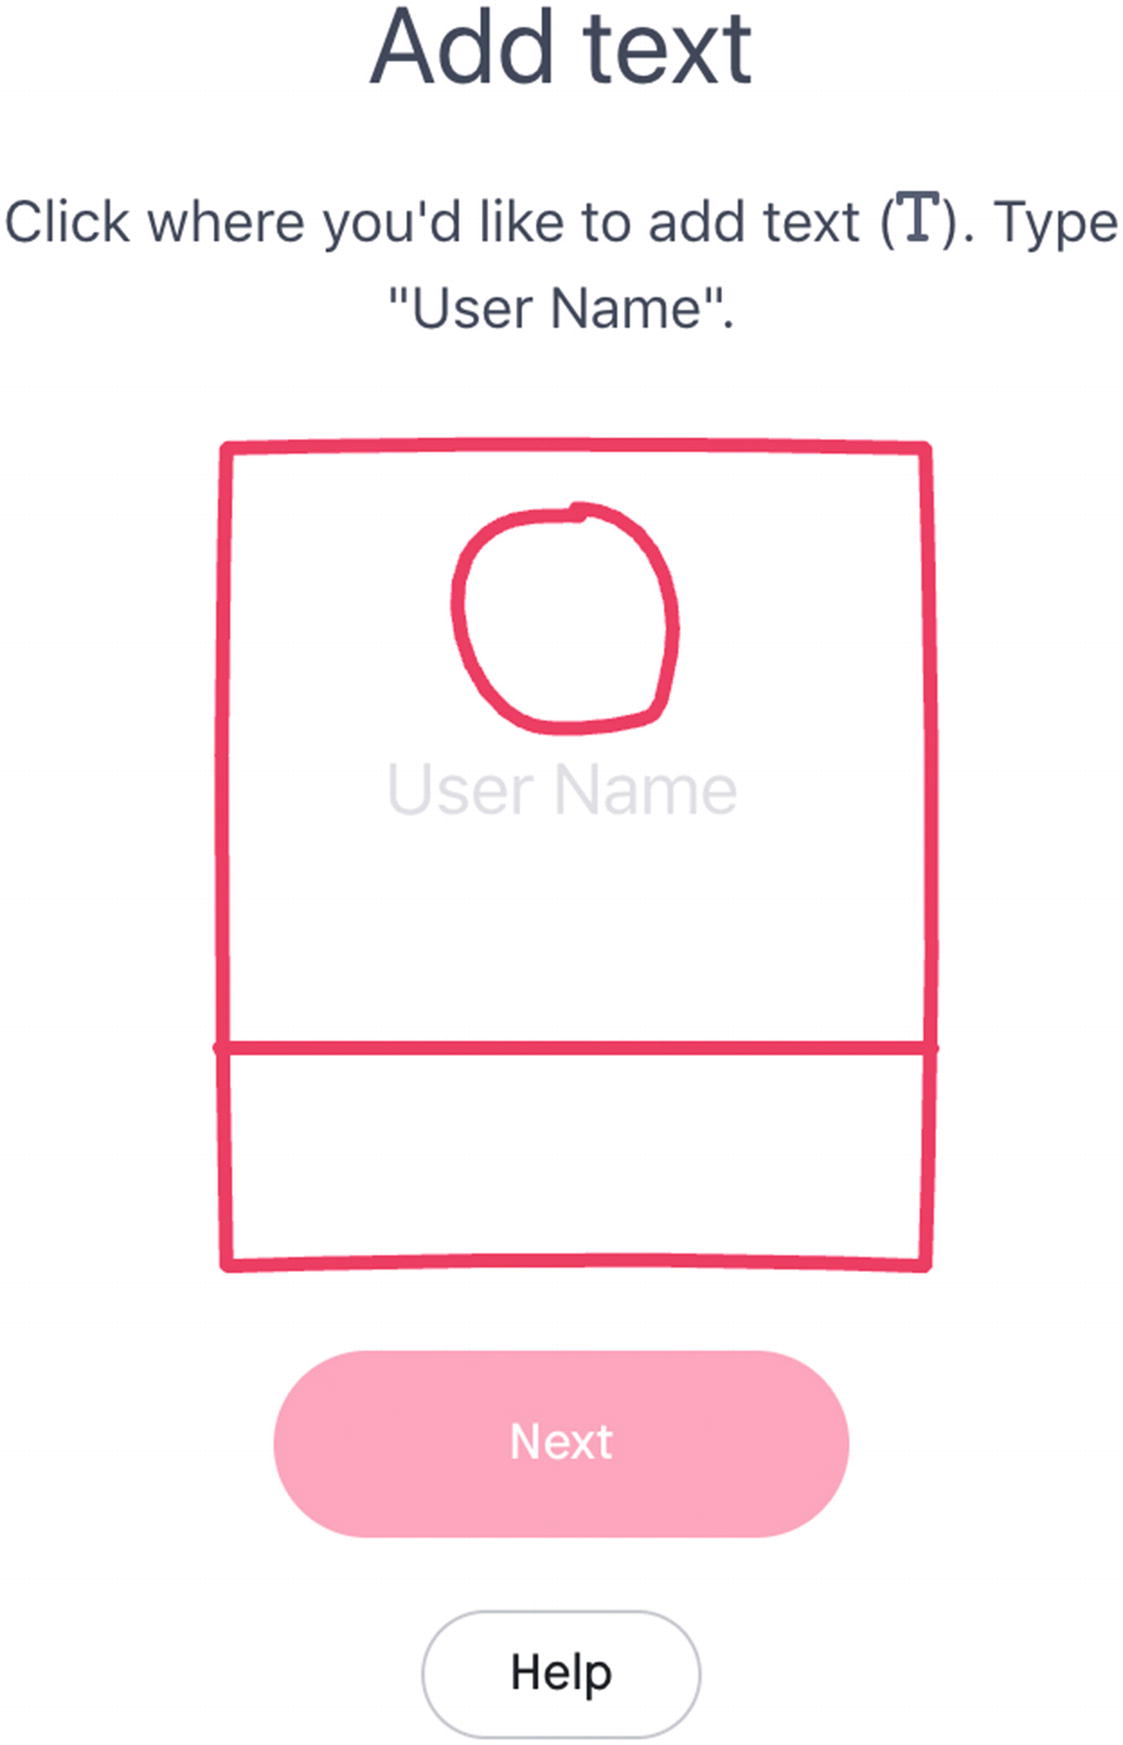 Add text
Click where you'd like to add text (T). Type
"User Name".
User Name
Next
Help